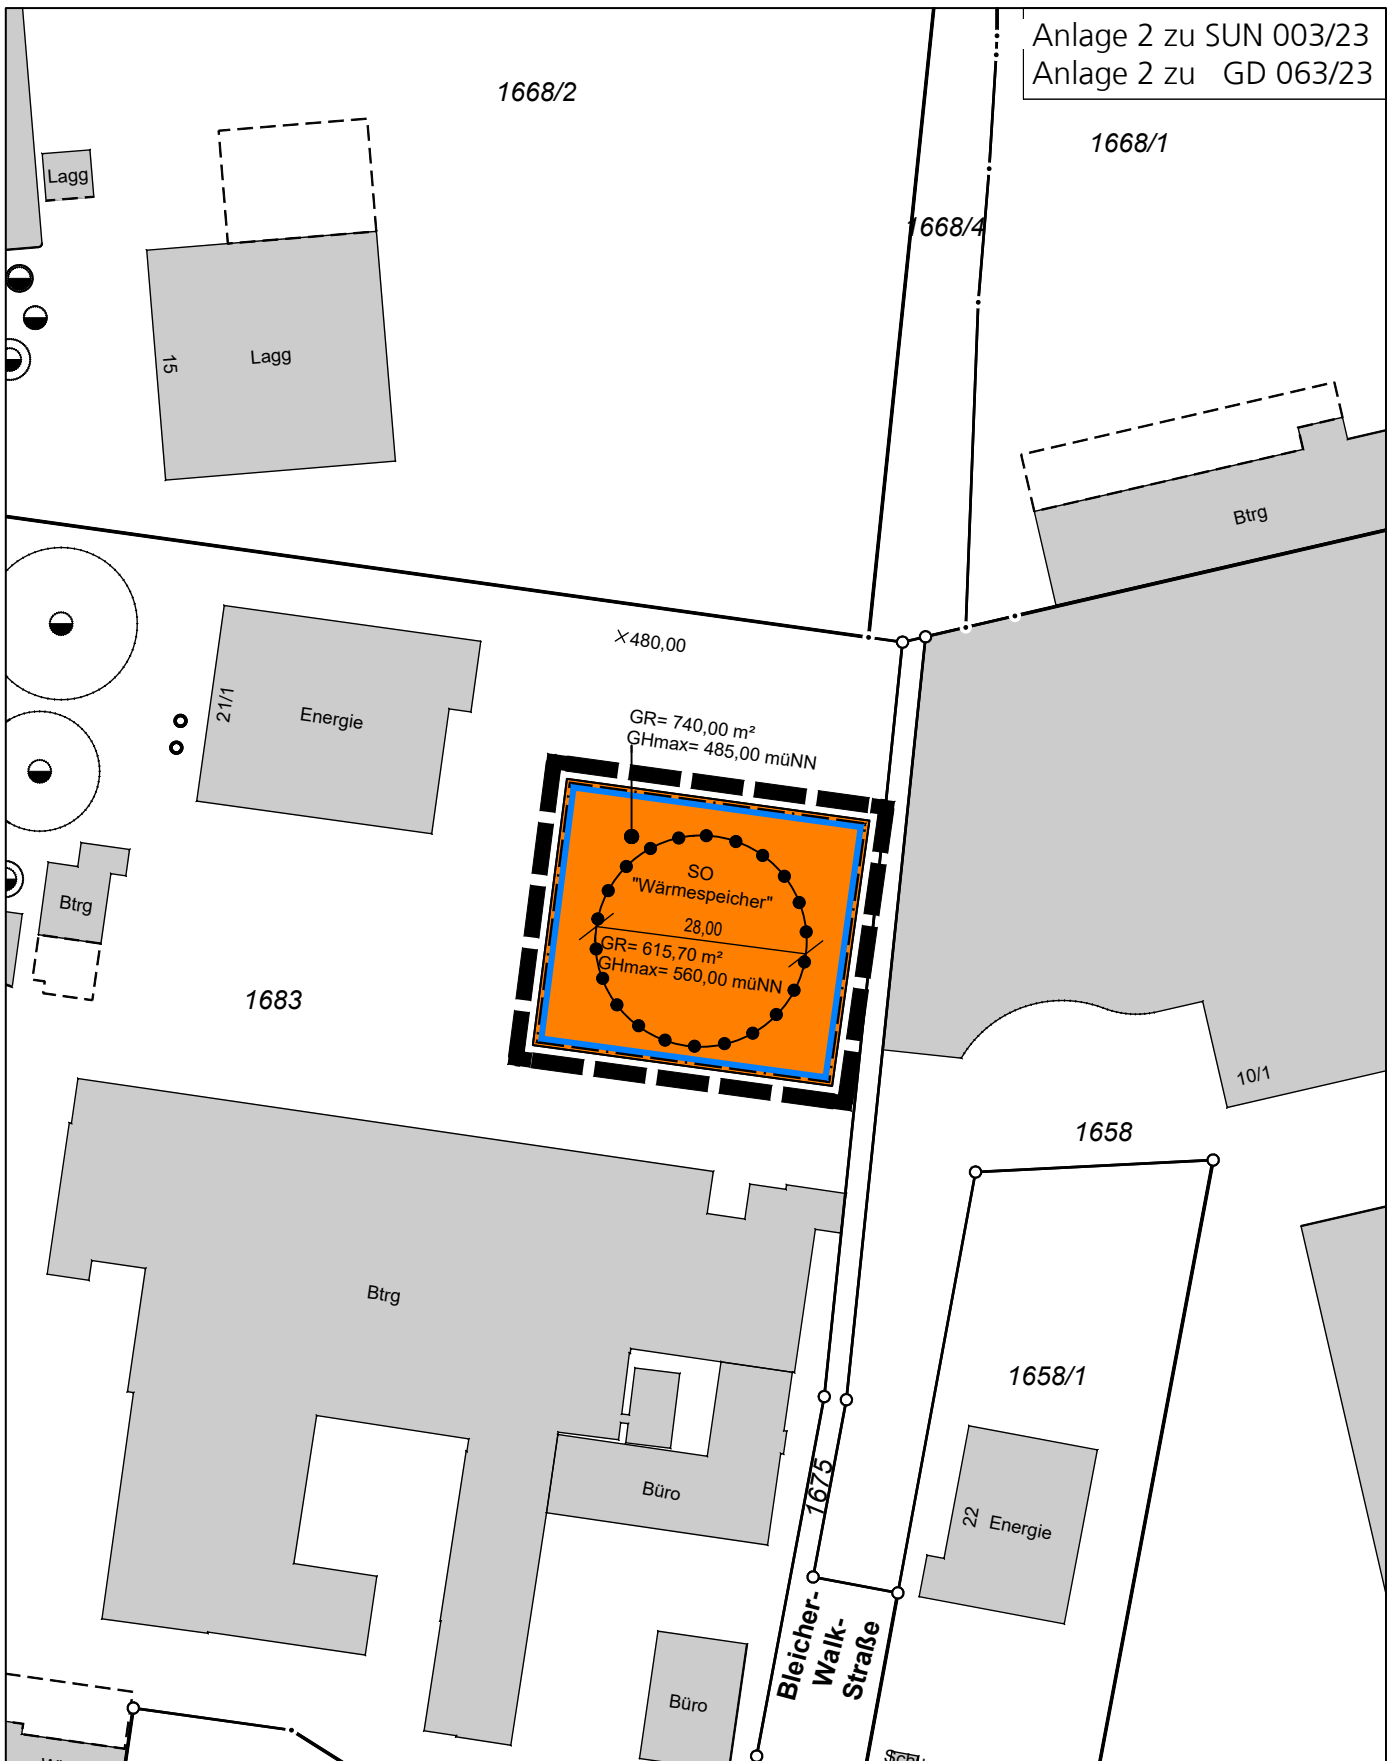 Anlage 2 zu SUN 003/23
Anlage 2 zu GD 063/23
1668/2
1668/1
Lagg
1668/4
15
Lagg
Btrg
×480,00
21/1
Energie
GR= 740,00 m²
GHmax= 485,00 müNN
SO
"Wärmespeicher"
28,00
GR= 615,70 m²
GHmax= 560,00 müNN
Btrg
1683
10/1
1658
Btrg
1658/1
1675
Büro
22
Energie
Bleicher-
Walk-
Straße
Büro